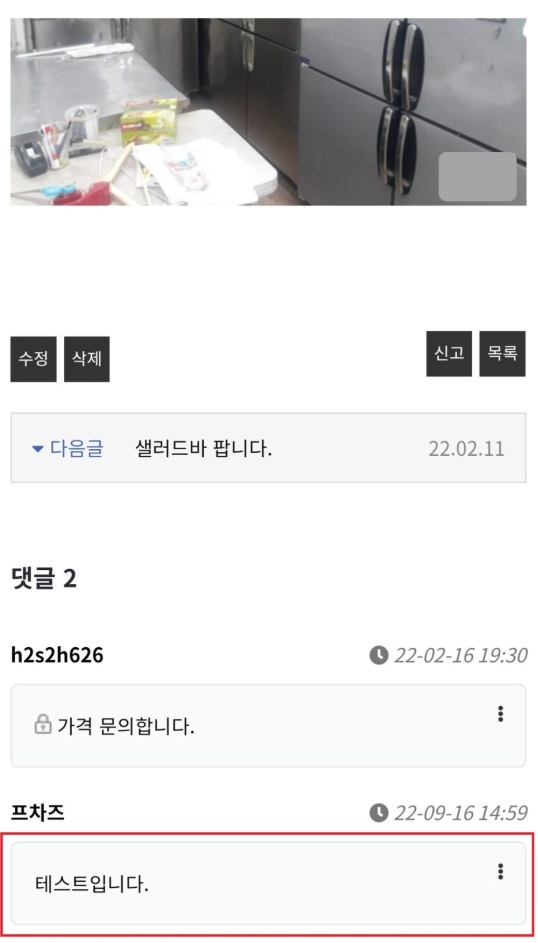 수정 삭제 신고 목록
다음글 샐러드바 팝니다. 22.02.11
댓글 2
h2s2h626 22-02-16 19:30
가격 문의합니다.
프차즈 22-09-16 14:59
테스트입니다.